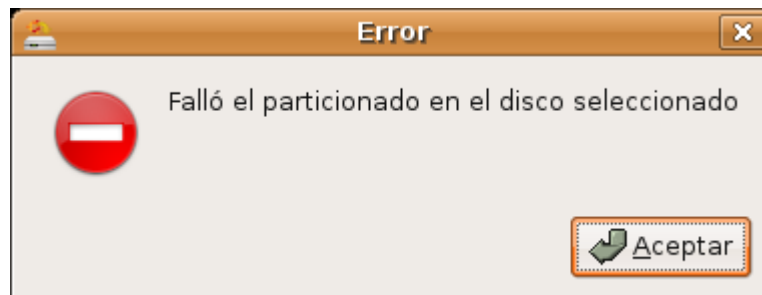 Error
Falló el particionado en el disco seleccionado
Aceptar